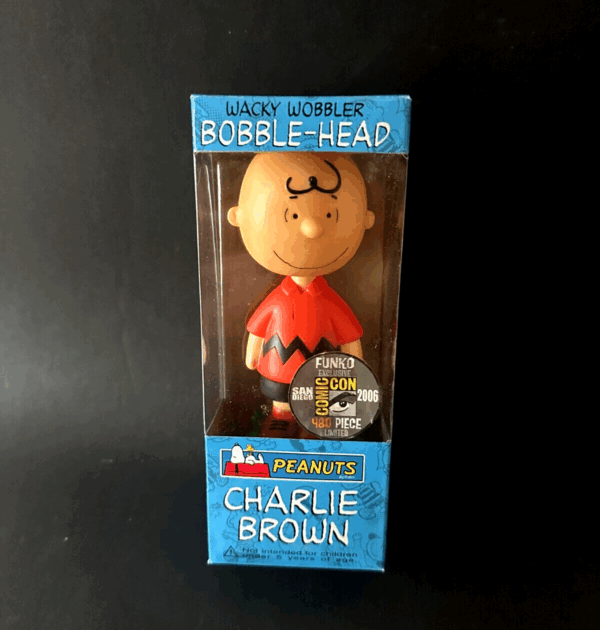 WACKY WOBBLER
BOBBLE-HEAD
FUNKO
EXCLUSIVE
SAN DIEGO
COMIC CON
2006
480 PIECE
LIMITED
PEANUTS
CHARLIE
BROWN
Not intended for children
under 5 years of age